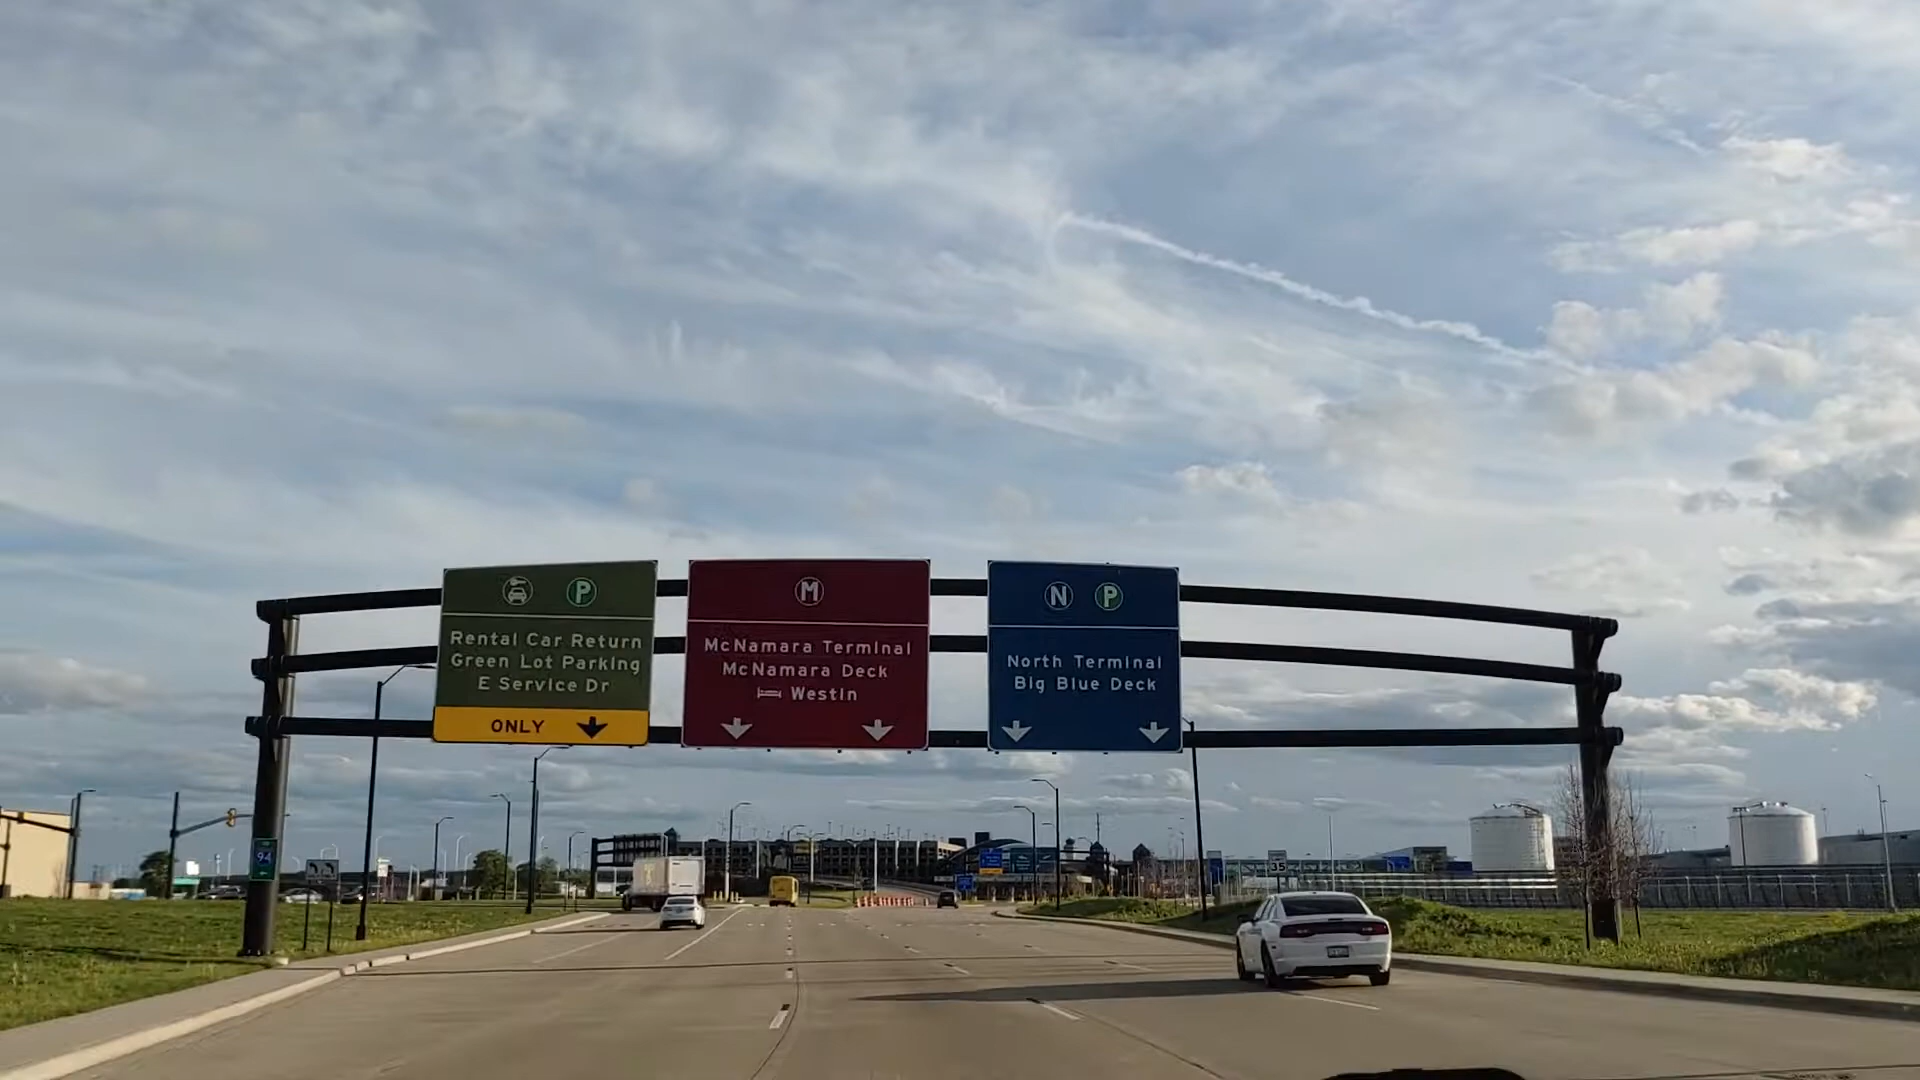 P
Rental Car Return
Green Lot Parking
E Service Dr
ONLY
M
McNamara Terminal
McNamara Deck
Westin
N P
North Terminal
Big Blue Deck
94
35